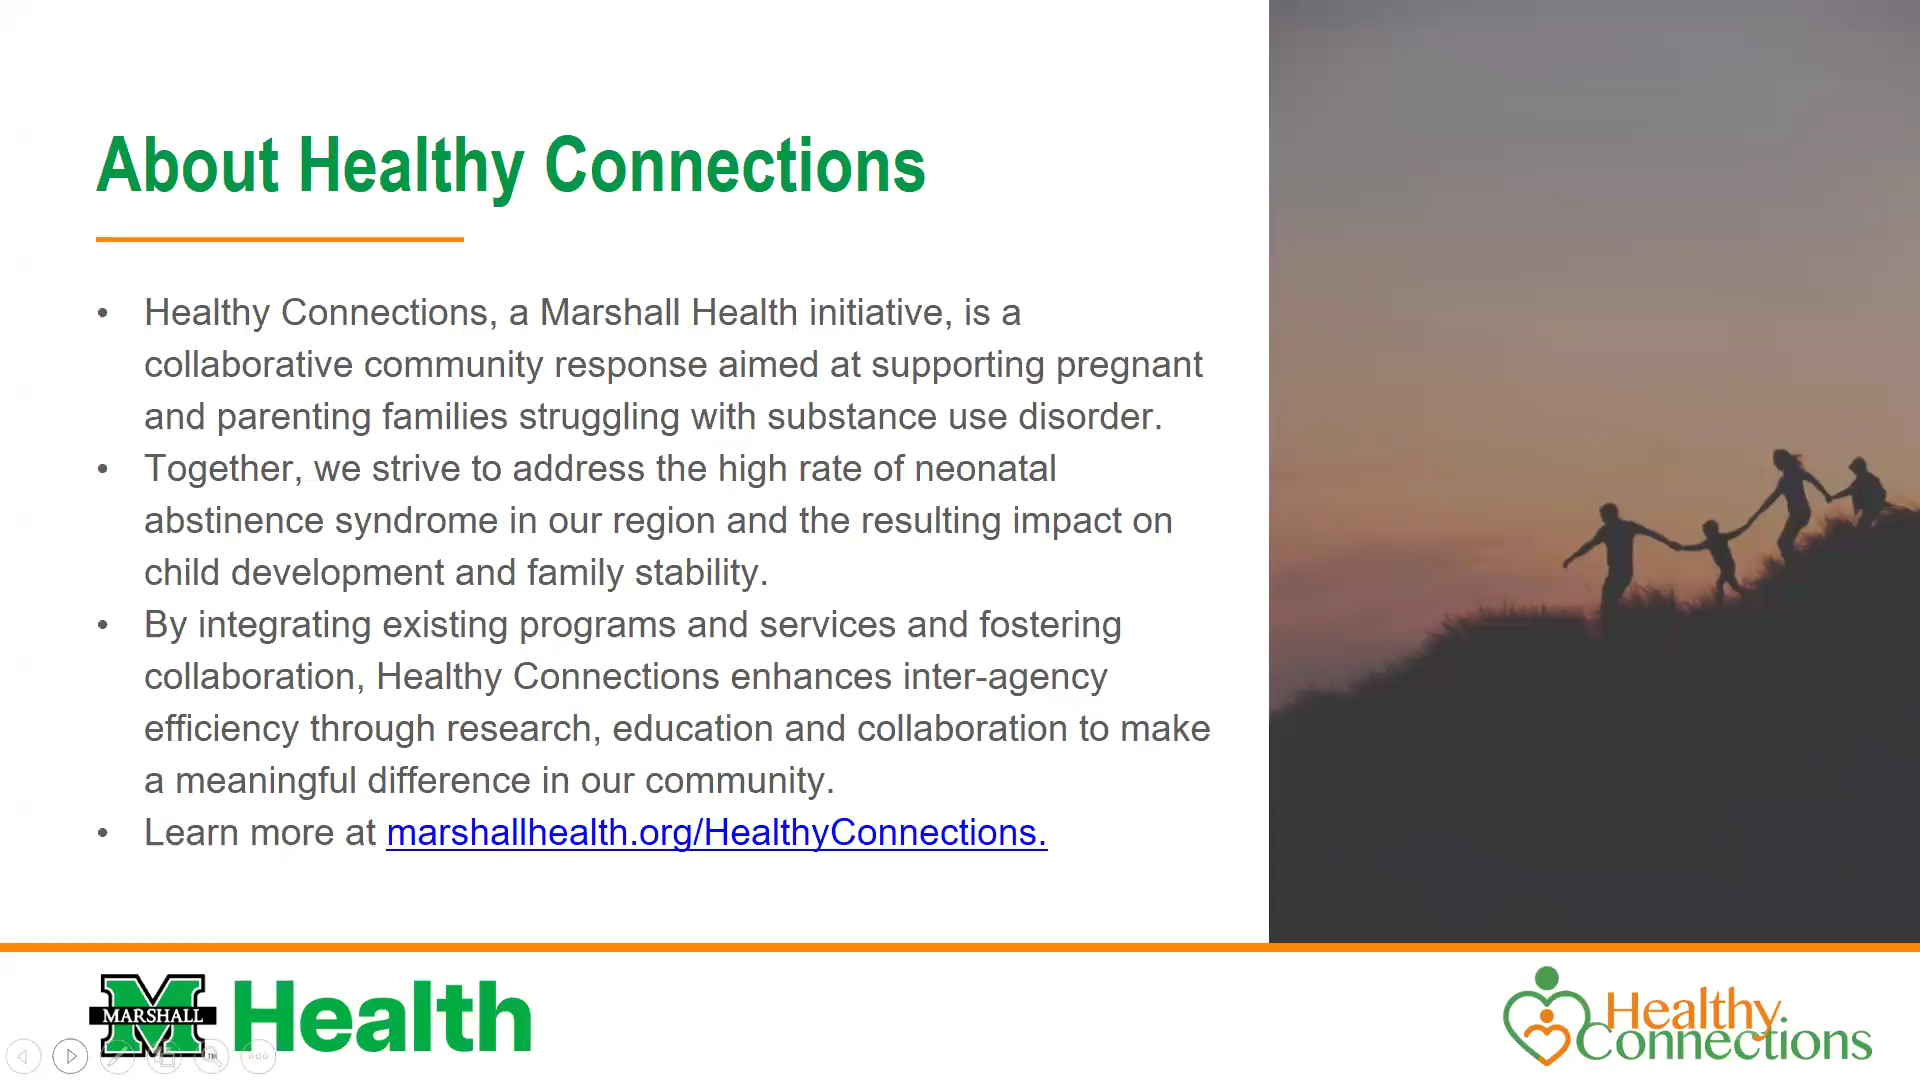 About Healthy Connections
• Healthy Connections, a Marshall Health initiative, is a
collaborative community response aimed at supporting pregnant
and parenting families struggling with substance use disorder.
• Together, we strive to address the high rate of neonatal
abstinence syndrome in our region and the resulting impact on
child development and family stability.
• By integrating existing programs and services and fostering
collaboration, Healthy Connections enhances inter-agency
efficiency through research, education and collaboration to make
a meaningful difference in our community.
• Learn more at marshallhealth.org/HealthyConnections.
M
MARSHALL
Health
Healthy
Connections